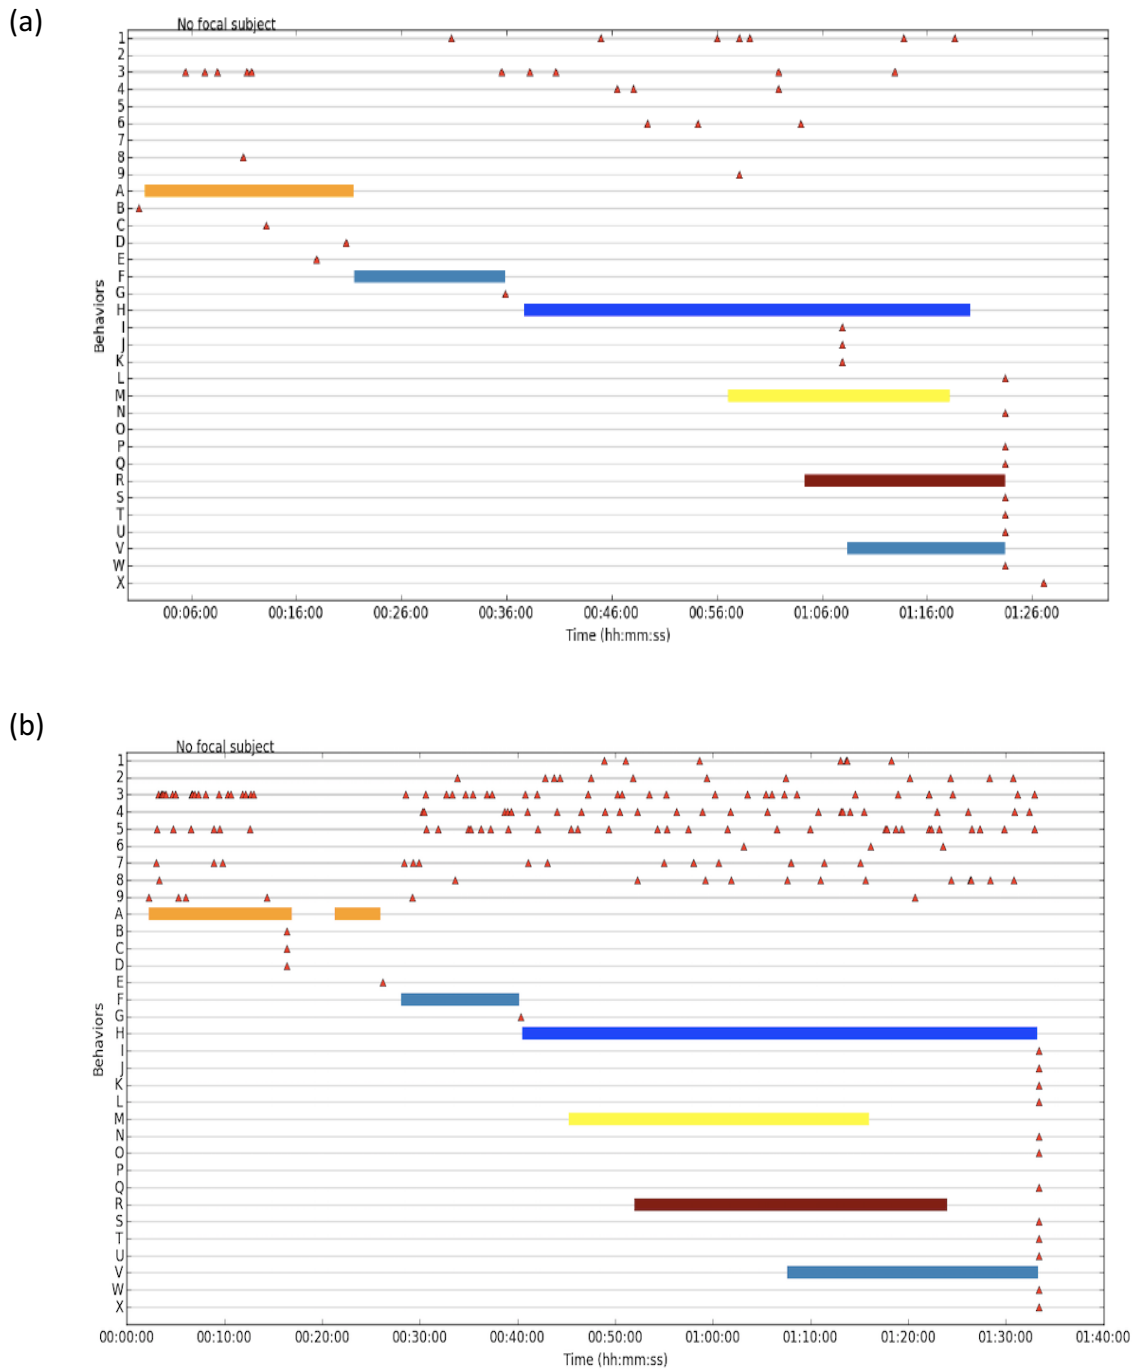 (a)
No focal subject
1
2
3
4
5
6
7
8
9
A
B
C
D
E
F
G
H
I
J
K
L
M
N
O
P
Q
R
S
T
U
V
W
X
Behaviors
00:06:00 00:16:00 00:26:00 00:36:00 00:46:00 00:56:00 01:06:00 01:16:00 01:26:00
Time (hh:mm:ss)
(b)
No focal subject
1
2
3
4
5
6
7
8
9
A
B
C
D
E
F
G
H
I
J
K
L
M
N
O
P
Q
R
S
T
U
V
W
X
Behaviors
00:00:00 00:10:00 00:20:00 00:30:00 00:40:00 00:50:00 01:00:00 01:10:00 01:20:00 01:30:00 01:40:00
Time (hh:mm:ss)